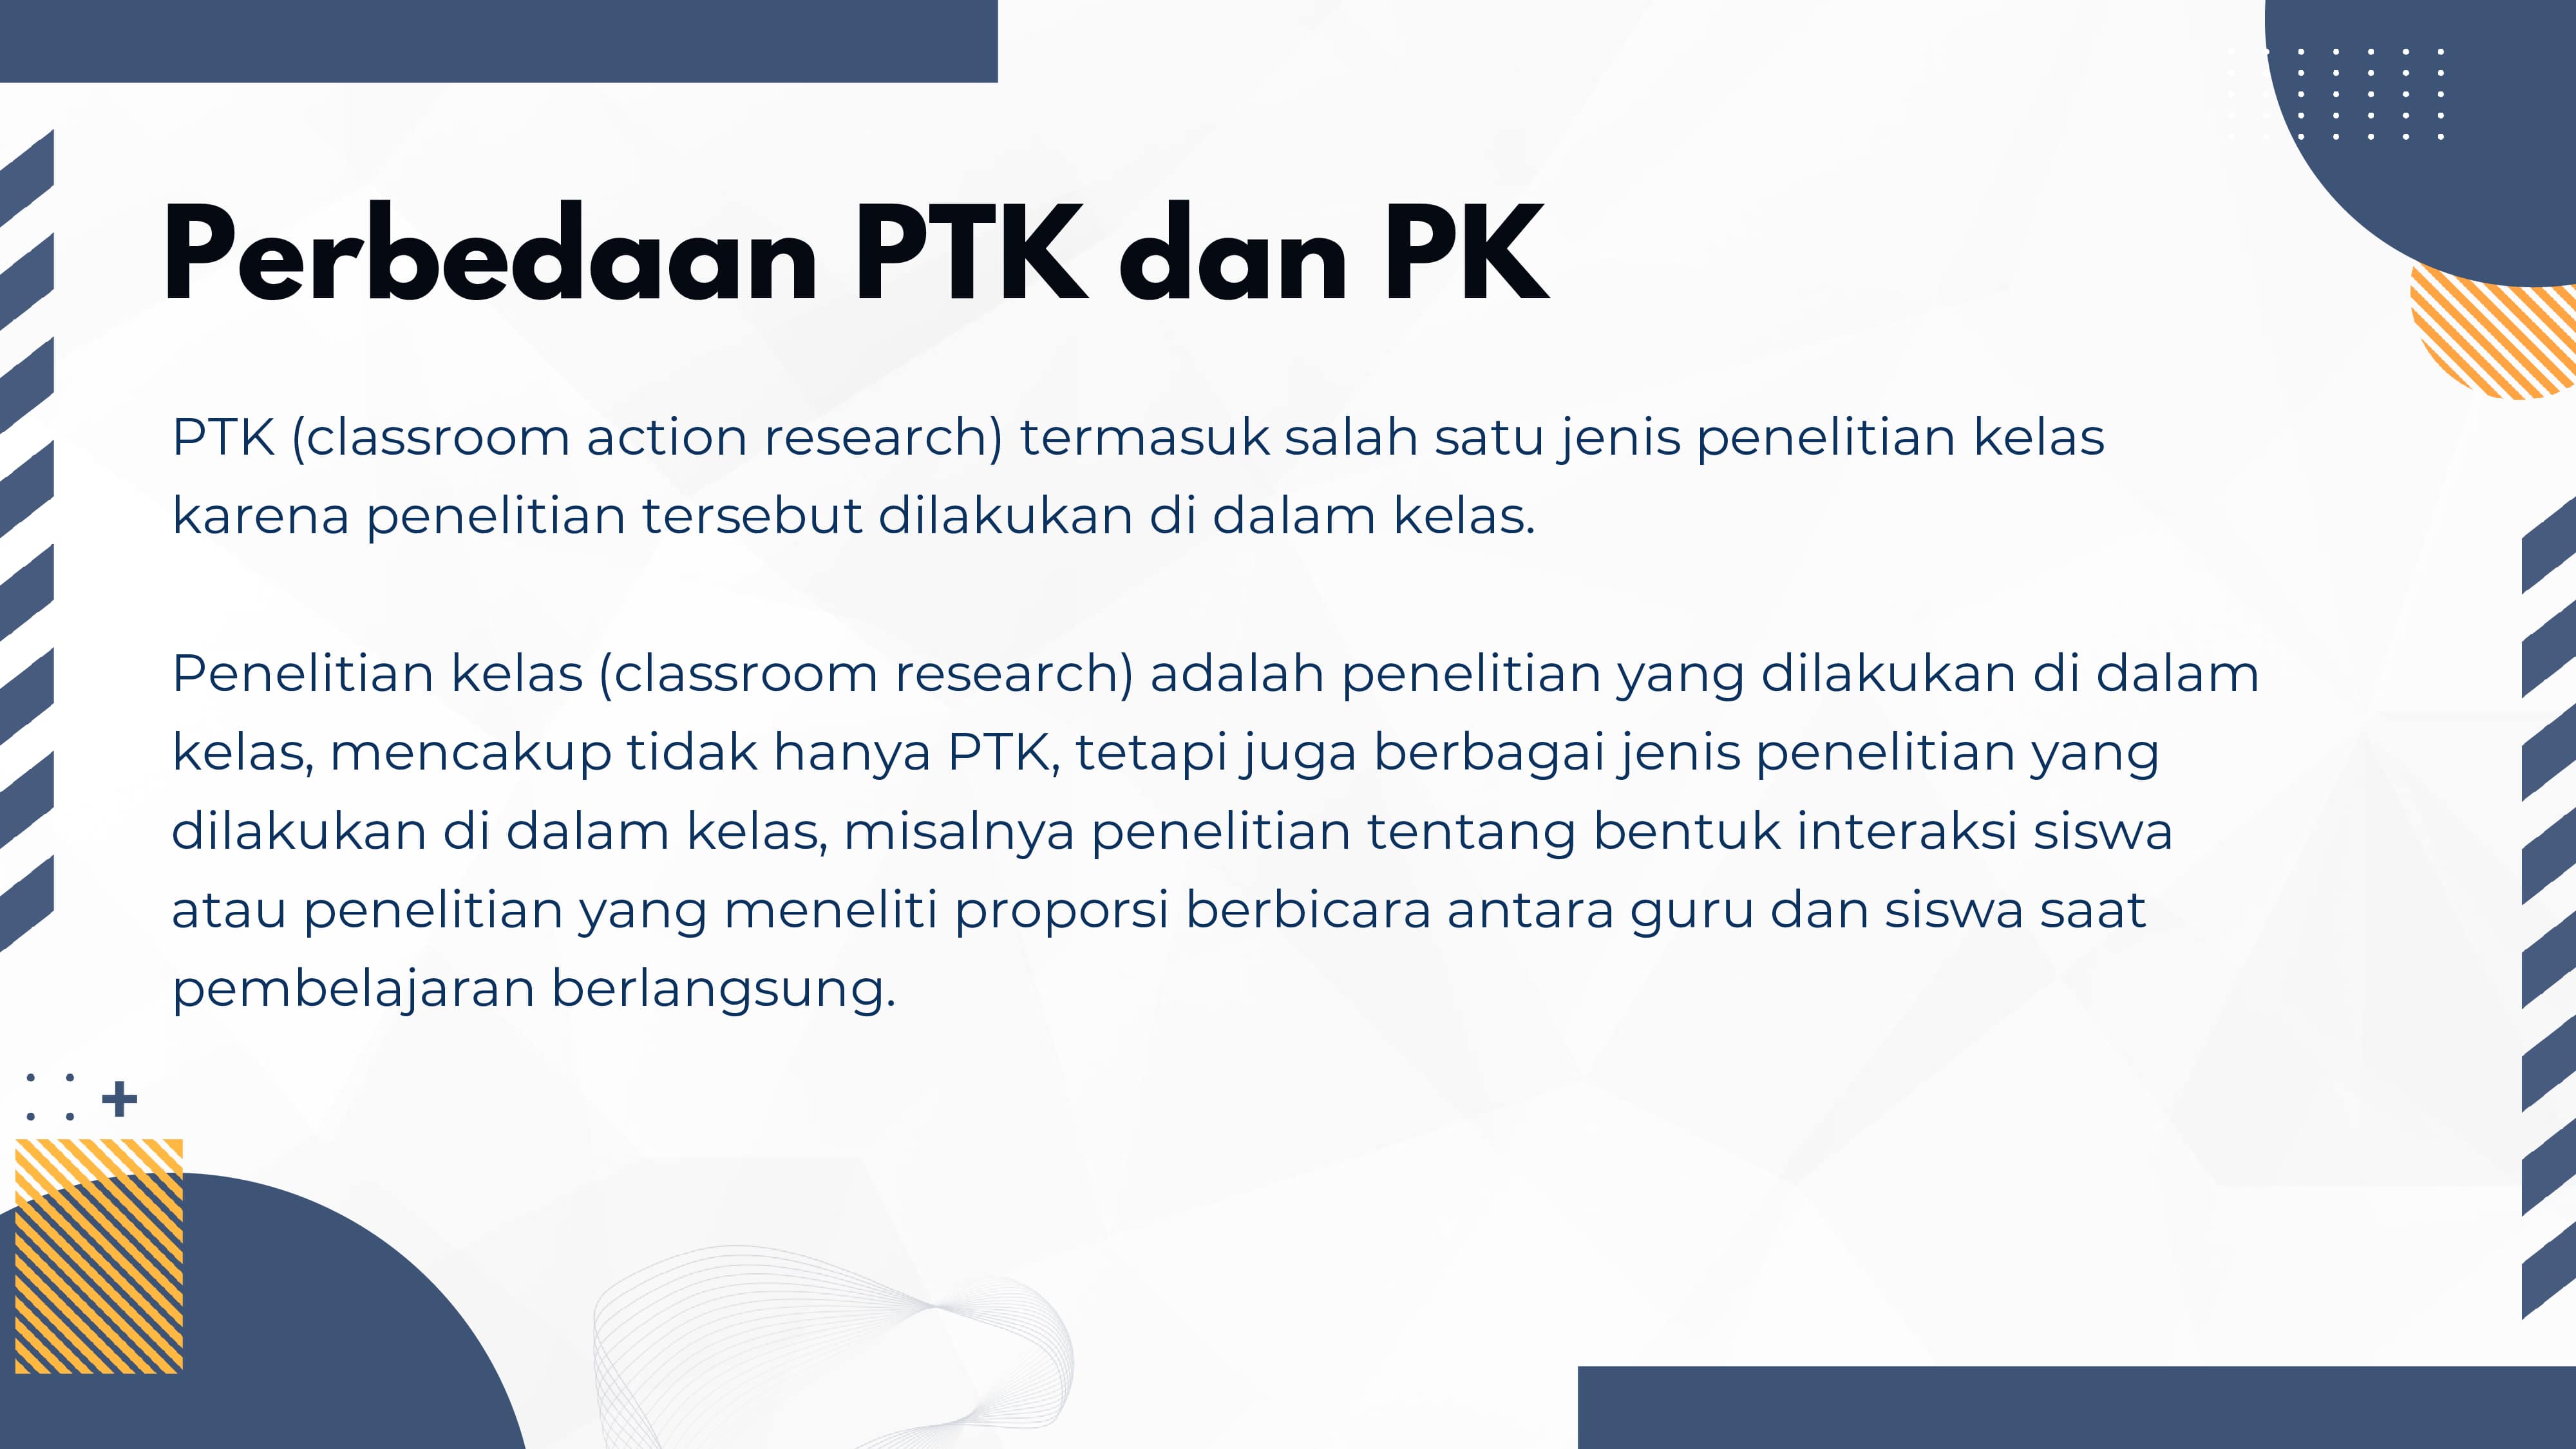 Perbedaan PTK dan PK
PTK (classroom action research) termasuk salah satu jenis penelitian kelas
karena penelitian tersebut dilakukan di dalam kelas.
Penelitian kelas (classroom research) adalah penelitian yang dilakukan di dalam
kelas, mencakup tidak hanya PTK, tetapi juga berbagai jenis penelitian yang
dilakukan di dalam kelas, misalnya penelitian tentang bentuk interaksi siswa
atau penelitian yang meneliti proporsi berbicara antara guru dan siswa saat
pembelajaran berlangsung.